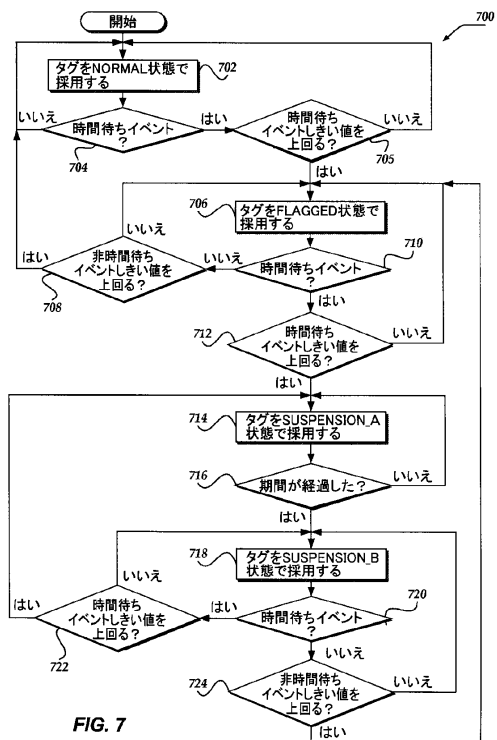 開始
700
タグをNORMAL状態で
採用する
702
いいえ
時間待ちイベント
?
704
はい
時間待ち
イベントしきい値を
上回る?
いいえ
705
はい
706
タグをFLAGGED状態で
採用する
いいえ
はい
非時間待ち
イベントしきい値を
上回る?
708
いいえ
時間待ちイベント
?
710
はい
712
時間待ち
イベントしきい値を
上回る?
いいえ
はい
714
タグをSUSPENSION_A
状態で採用する
716
期間が経過した?
いいえ
はい
718
タグをSUSPENSION_B
状態で採用する
いいえ
はい
時間待ち
イベントしきい値を
上回る?
722
はい
時間待ちイベント
?
720
いいえ
724
非時間待ち
イベントしきい値を
上回る?
いいえ
はい
FIG. 7